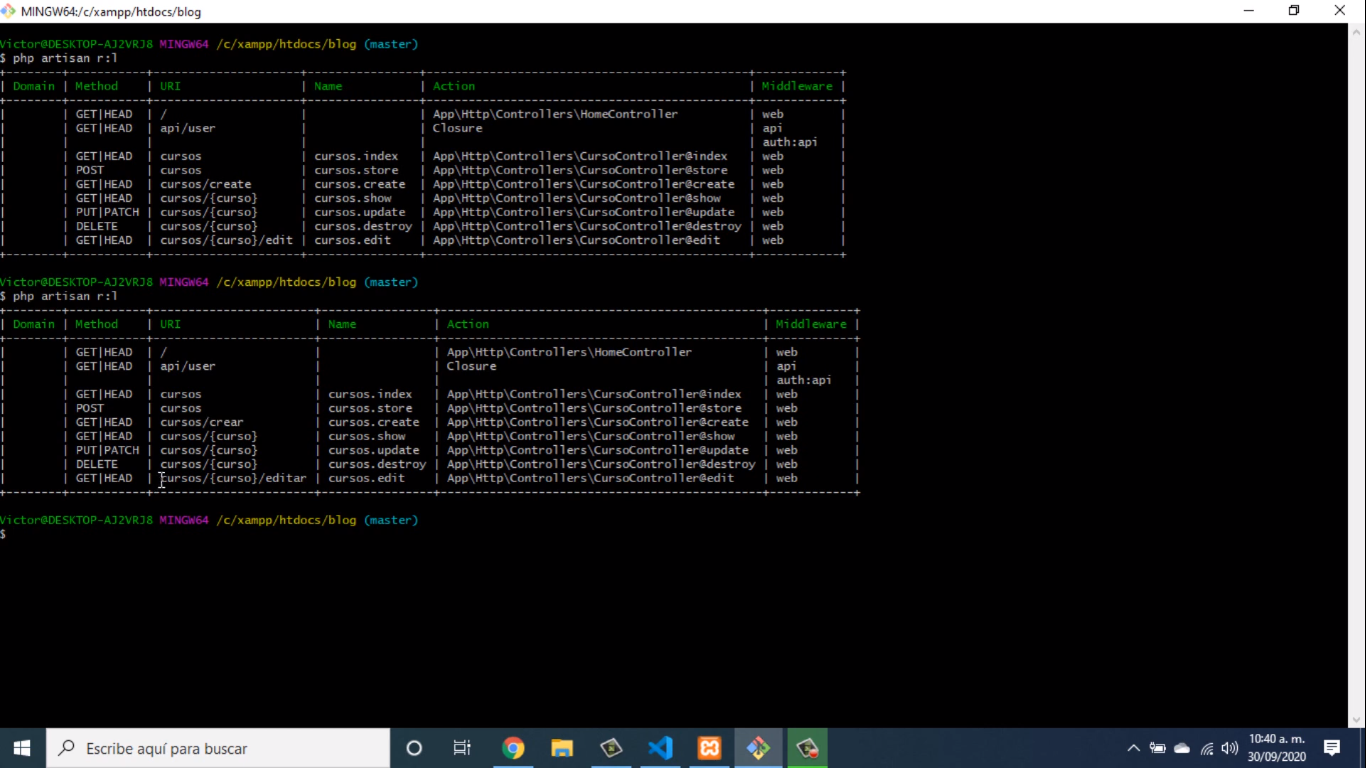 MINGW64:/c/xampp/htdocs/blog
Victor@DESKTOP-AJ2VRJ8 MINGW64 /c/xampp/htdocs/blog (master)
$ php artisan r:l
| Domain | Method | URI | Name | Action | Middleware |
| | GET|HEAD | / | | App\Http\Controllers\HomeController | web |
| | GET|HEAD | api/user | | Closure | api |
| | | | | | auth:api |
| | GET|HEAD | cursos | cursos.index | App\Http\Controllers\CursoController@index | web |
| | POST | cursos | cursos.store | App\Http\Controllers\CursoController@store | web |
| | GET|HEAD | cursos/create | cursos.create | App\Http\Controllers\CursoController@create | web |
| | GET|HEAD | cursos/{curso} | cursos.show | App\Http\Controllers\CursoController@show | web |
| | PUT|PATCH | cursos/{curso} | cursos.update | App\Http\Controllers\CursoController@update | web |
| | DELETE | cursos/{curso} | cursos.destroy | App\Http\Controllers\CursoController@destroy | web |
| | GET|HEAD | cursos/{curso}/edit | cursos.edit | App\Http\Controllers\CursoController@edit | web |
Victor@DESKTOP-AJ2VRJ8 MINGW64 /c/xampp/htdocs/blog (master)
$ php artisan r:l
| Domain | Method | URI | Name | Action | Middleware |
| | GET|HEAD | / | | App\Http\Controllers\HomeController | web |
| | GET|HEAD | api/user | | Closure | api |
| | | | | | auth:api |
| | GET|HEAD | cursos | cursos.index | App\Http\Controllers\CursoController@index | web |
| | POST | cursos | cursos.store | App\Http\Controllers\CursoController@store | web |
| | GET|HEAD | cursos/crear | cursos.create | App\Http\Controllers\CursoController@create | web |
| | GET|HEAD | cursos/{curso} | cursos.show | App\Http\Controllers\CursoController@show | web |
| | PUT|PATCH | cursos/{curso} | cursos.update | App\Http\Controllers\CursoController@update | web |
| | DELETE | cursos/{curso} | cursos.destroy | App\Http\Controllers\CursoController@destroy | web |
| | GET|HEAD | cursos/{curso}/editar | cursos.edit | App\Http\Controllers\CursoController@edit | web |
Victor@DESKTOP-AJ2VRJ8 MINGW64 /c/xampp/htdocs/blog (master)
$
Escribe aquí para buscar
10:40 a. m.
30/09/2020